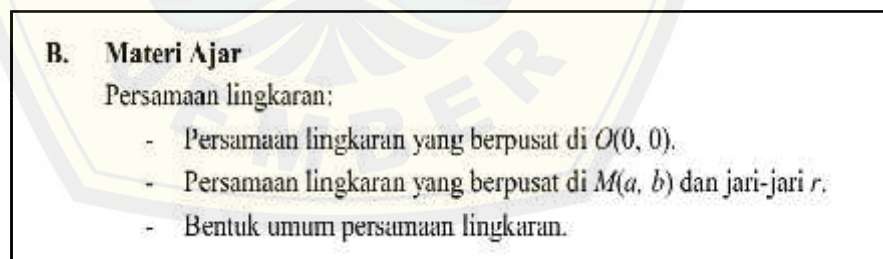 B. Materi Ajar
Persamaan lingkaran:
- Persamaan lingkaran yang berpusat di O(0, 0).
- Persamaan lingkaran yang berpusat di M(a, b) dan jari-jari r.
- Bentuk umum persamaan lingkaran.
EMBER